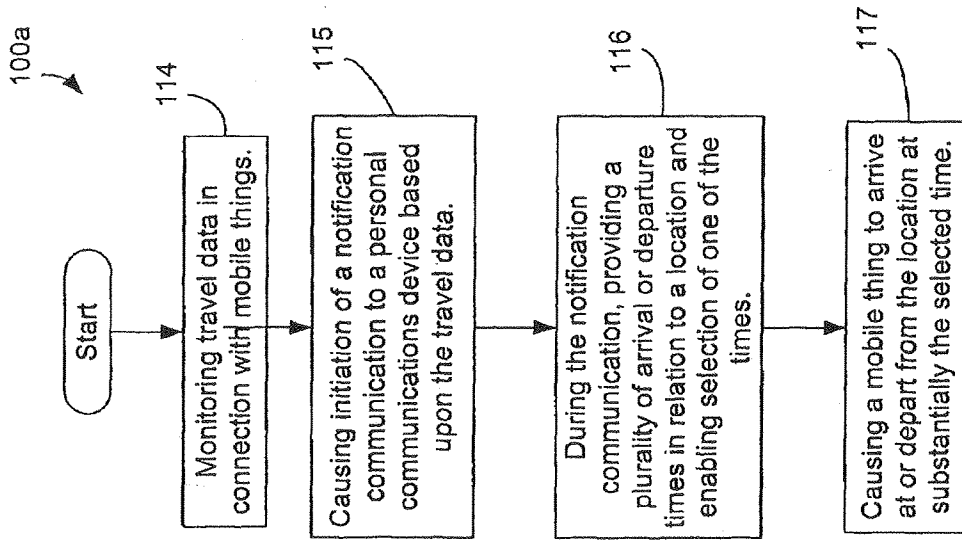 100a
Start
114
Monitoring travel data in
connection with mobile things.
115
Causing initiation of a notification
communication to a personal
communications device based
upon the travel data.
116
During the notification
communication, providing a
plurality of arrival or departure
times in relation to a location and
enabling selection of one of the
times.
117
Causing a mobile thing to arrive
at or depart from the location at
substantially the selected time.